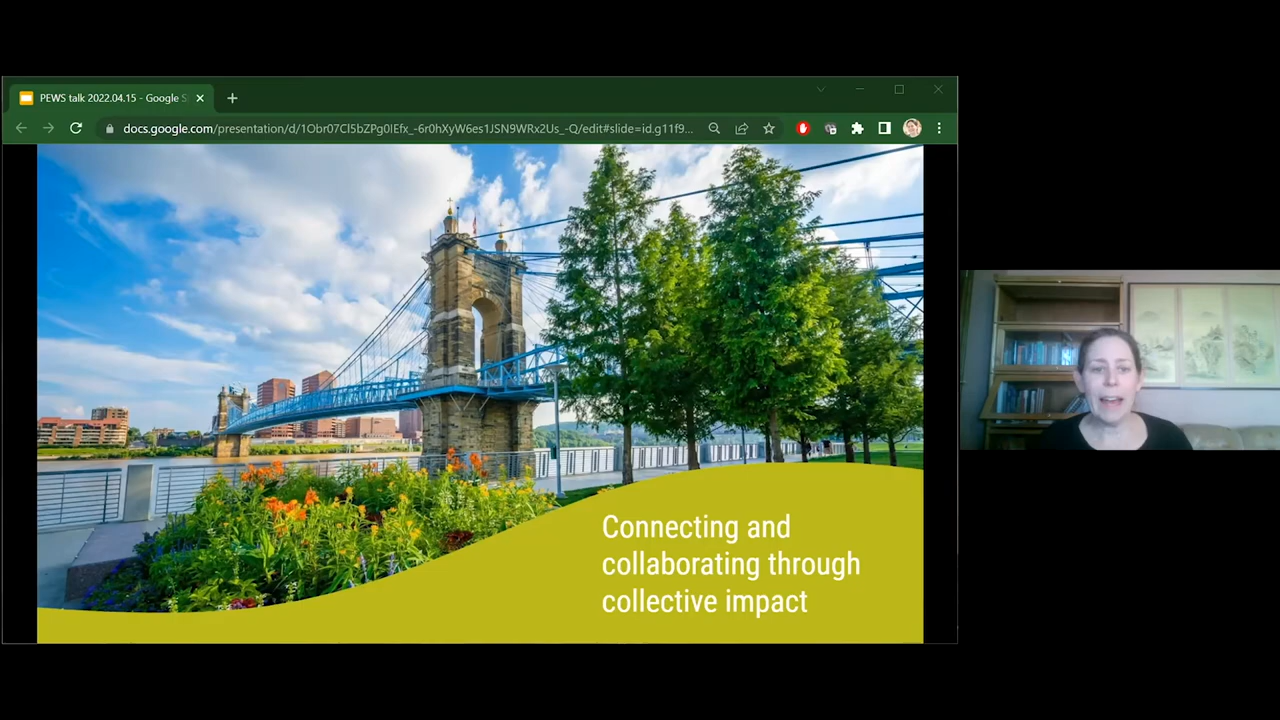 PEWS talk 2022.04.15 - Google S
docs.google.com/presentation/d/1Obr07CI5bZPg0IEfx_-6r0hXyW6es1JSN9WRx2Us_-Q/edit#slide=id.g11f9...
Connecting and
collaborating through
collective impact